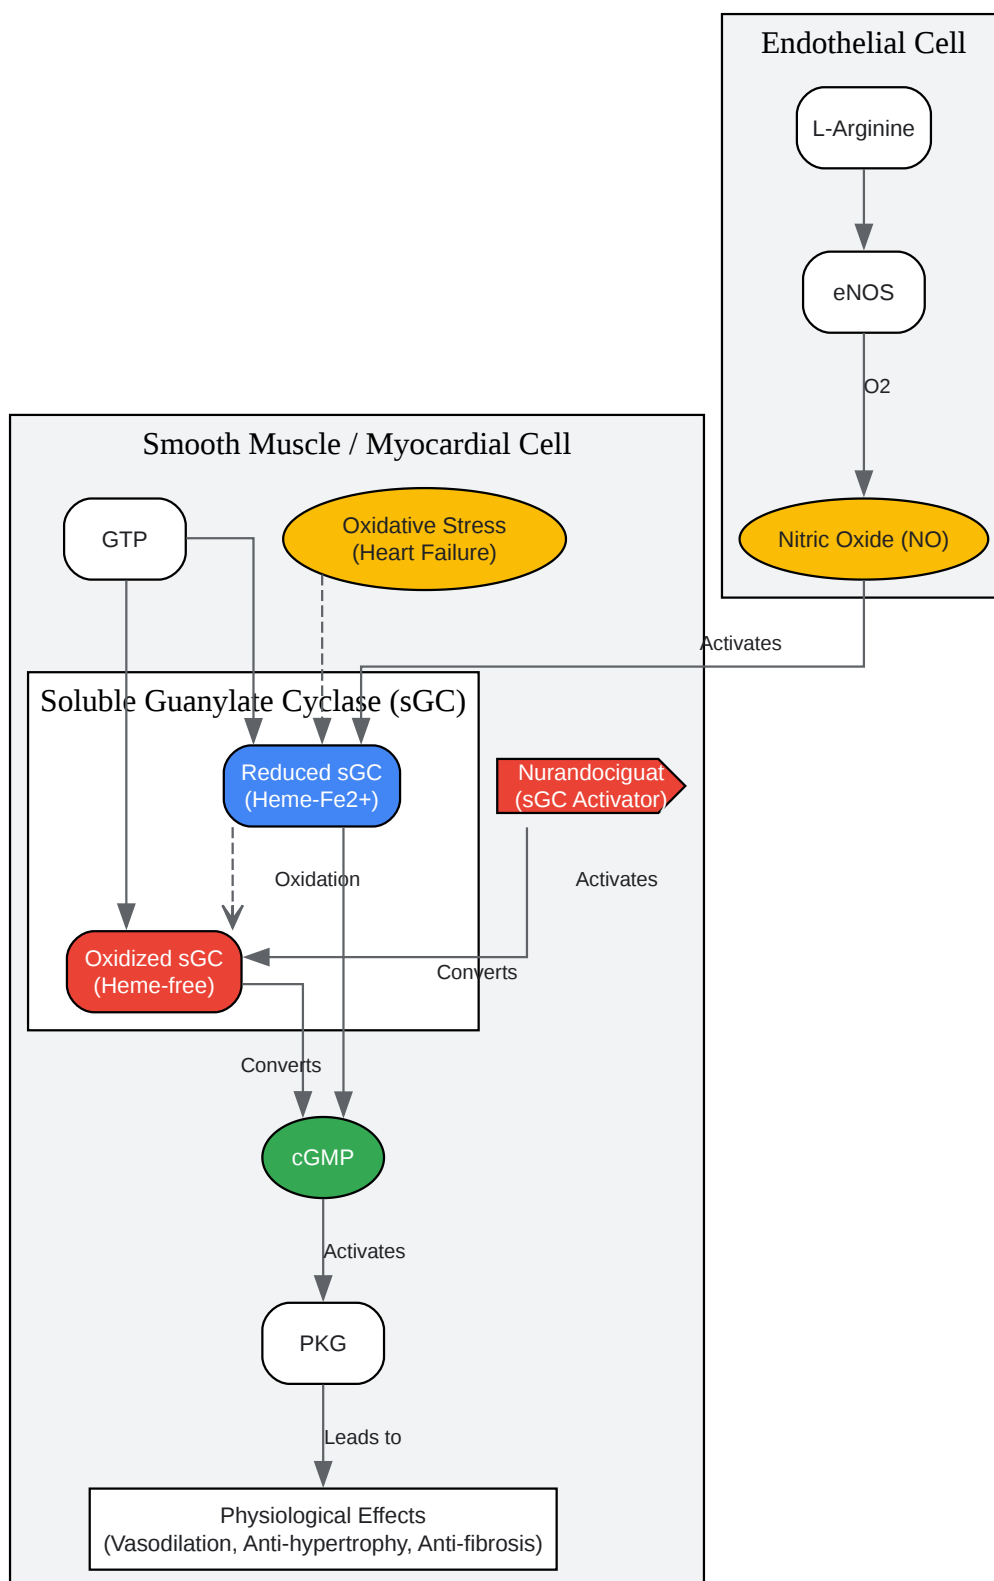 Endothelial Cell
L-Arginine
eNOS
O2
Nitric Oxide (NO)
Smooth Muscle / Myocardial Cell
GTP
Oxidative Stress
(Heart Failure)
Activates
Soluble Guanylate Cyclase (sGC)
Reduced sGC
(Heme-Fe2+)
Nurandociguat
(sGC Activator)
Oxidation
Activates
Oxidized sGC
(Heme-free)
Converts
Converts
cGMP
Activates
PKG
Leads to
Physiological Effects
(Vasodilation, Anti-hypertrophy, Anti-fibrosis)